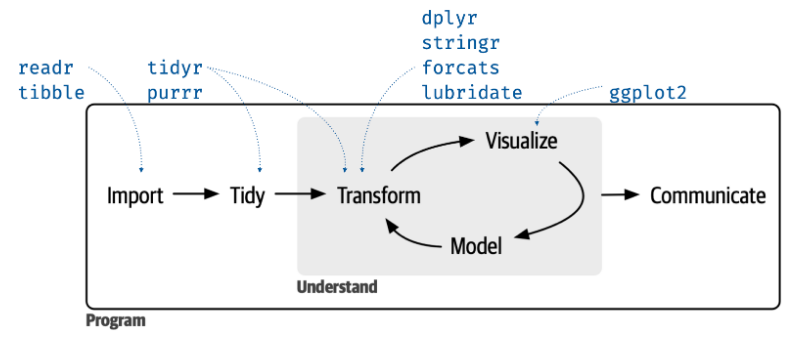 dplyr
stringr
readr
tidyr
forcats
tibble
purrr
lubridate
ggplot2
Visualize
Import
Tidy
Transform
Communicate
Model
Understand
Program